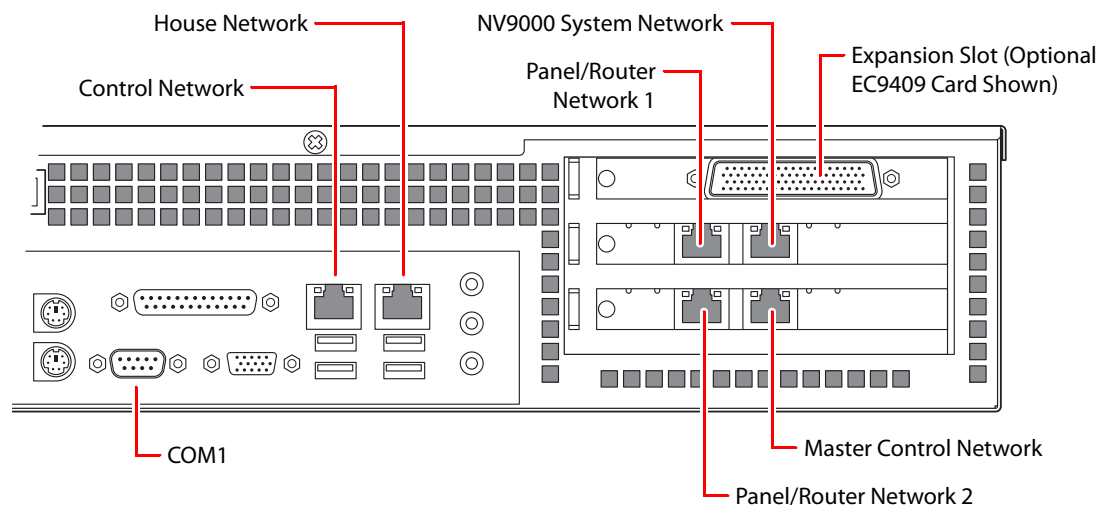 House Network
NV9000 System Network
Expansion Slot (Optional
EC9409 Card Shown)
Panel/Router
Network 1
Control Network
COM1
Master Control Network
Panel/Router Network 2